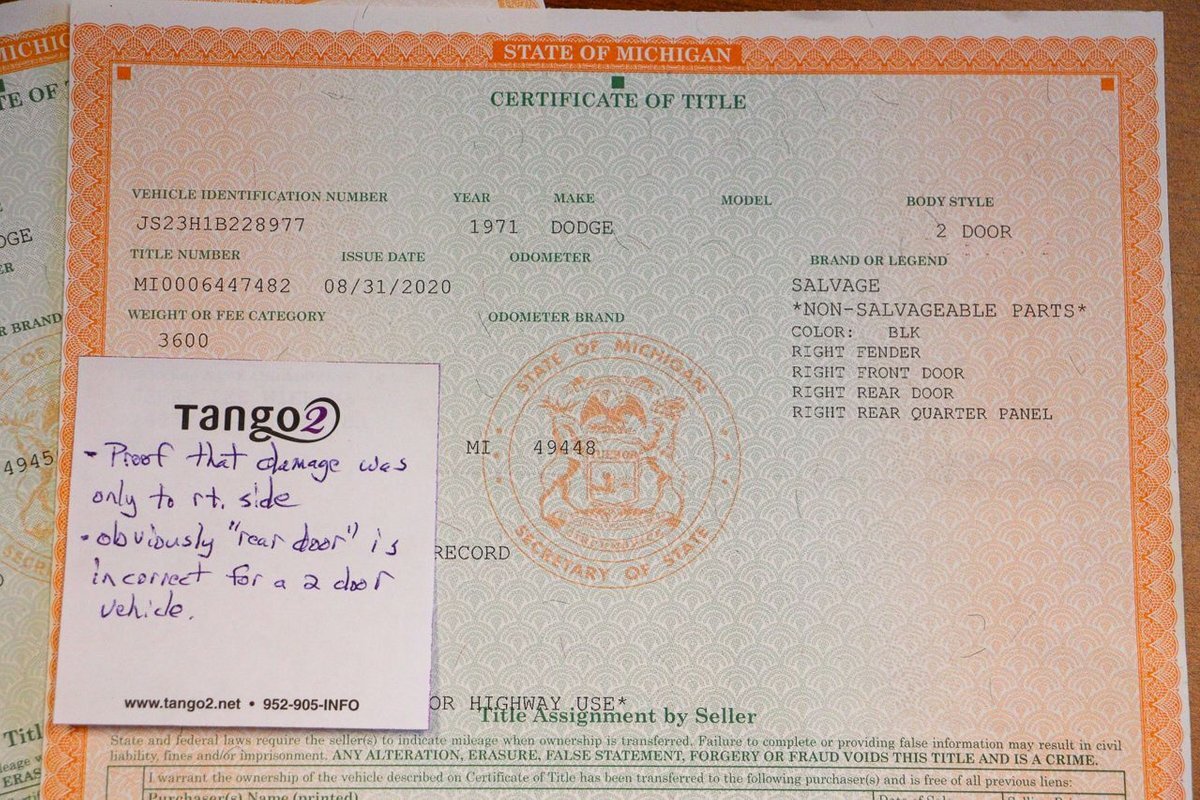 STATE OF MICHIGAN
CERTIFICATE OF TITLE
VEHICLE IDENTIFICATION NUMBER YEAR MAKE MODEL BODY STYLE
JS23H1B228977 1971 DODGE 2 DOOR
TITLE NUMBER ISSUE DATE ODOMETER BRAND OR LEGEND
MI0006447482 08/31/2020 SALVAGE
*NON-SALVAGEABLE PARTS*
WEIGHT OR FEE CATEGORY ODOMETER BRAND
3600 COLOR: BLK
RIGHT FENDER
RIGHT FRONT DOOR
RIGHT REAR DOOR
RIGHT REAR QUARTER PANEL
STATE OF MICHIGAN
MI 49448
SECRETARY OF STATE
RECORD
OR HIGHWAY USE*
Tango2
- Proof that damage was
only to rt. side
- obviously "rear door" is
incorrect for a 2 door
vehicle.
www.tango2.net • 952-905-INFO
Title Assignment by Seller
State and federal laws require the seller(s) to indicate mileage when ownership is transferred. Failure to complete or providing false information may result in civil
liability, fines and/or imprisonment. ANY ALTERATION, ERASURE, FALSE STATEMENT, FORGERY OR FRAUD VOIDS THIS TITLE AND IS A CRIME.
I warrant the ownership of the vehicle described on Certificate of Title has been transferred to the following purchaser(s) and is free of all previous liens:
Purchaser(s) Name (printed)